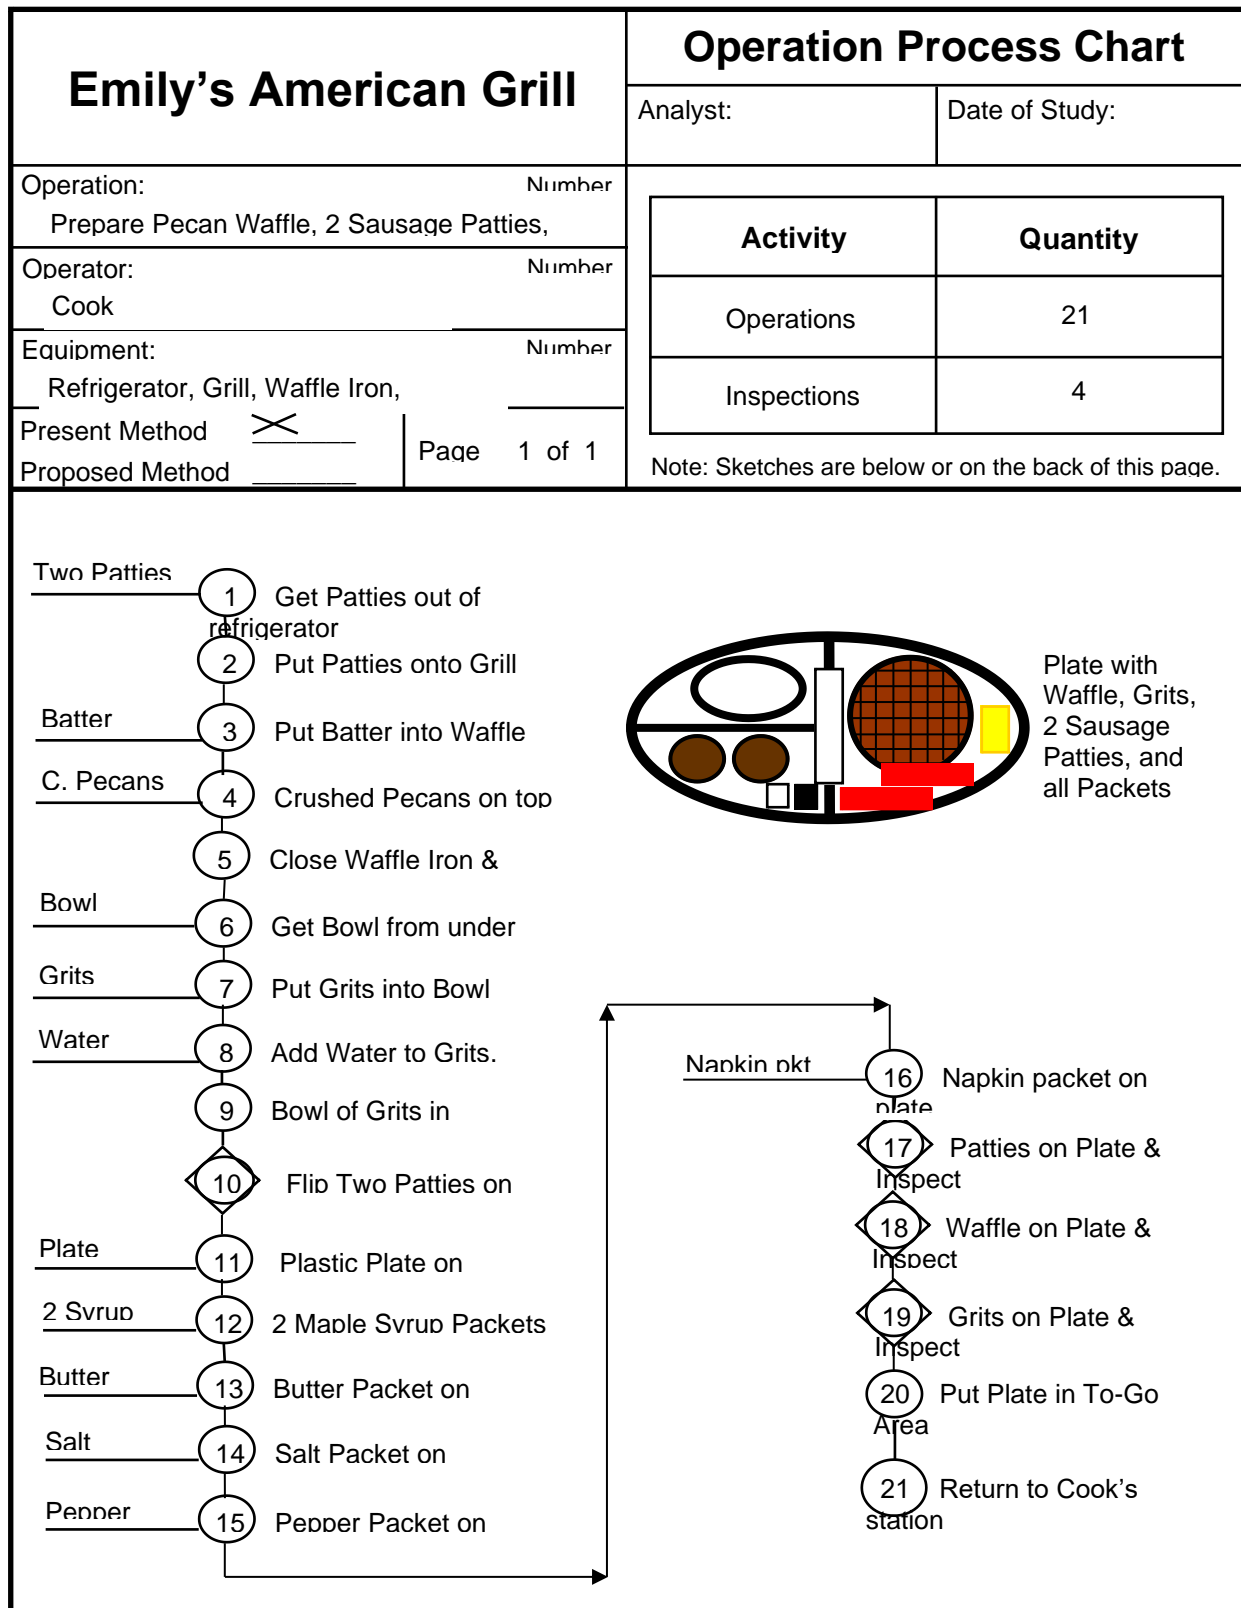 Emily’s American Grill
Operation Process Chart
Analyst:
Date of Study:
Operation:
Number
Prepare Pecan Waffle, 2 Sausage Patties,
Operator:
Number
Cook
Equipment:
Number
Refrigerator, Grill, Waffle Iron,
Present Method _______
Proposed Method _______
Page 1 of 1
Activity Quantity
Operations 21
Inspections 4
Note: Sketches are below or on the back of this page.
Two Patties
1 Get Patties out of
refrigerator
2 Put Patties onto Grill
Batter
3 Put Batter into Waffle
C. Pecans
4 Crushed Pecans on top
5 Close Waffle Iron &
Bowl
6 Get Bowl from under
Grits
7 Put Grits into Bowl
Water
8 Add Water to Grits.
9 Bowl of Grits in
10 Flip Two Patties on
Plate
11 Plastic Plate on
2 Syrup
12 2 Maple Syrup Packets
Butter
13 Butter Packet on
Salt
14 Salt Packet on
Pepper
15 Pepper Packet on
Plate with
Waffle, Grits,
2 Sausage
Patties, and
all Packets
Napkin pkt
16 Napkin packet on
plate
17 Patties on Plate &
Inspect
18 Waffle on Plate &
Inspect
19 Grits on Plate &
Inspect
20 Put Plate in To-Go
Area
21 Return to Cook’s
station